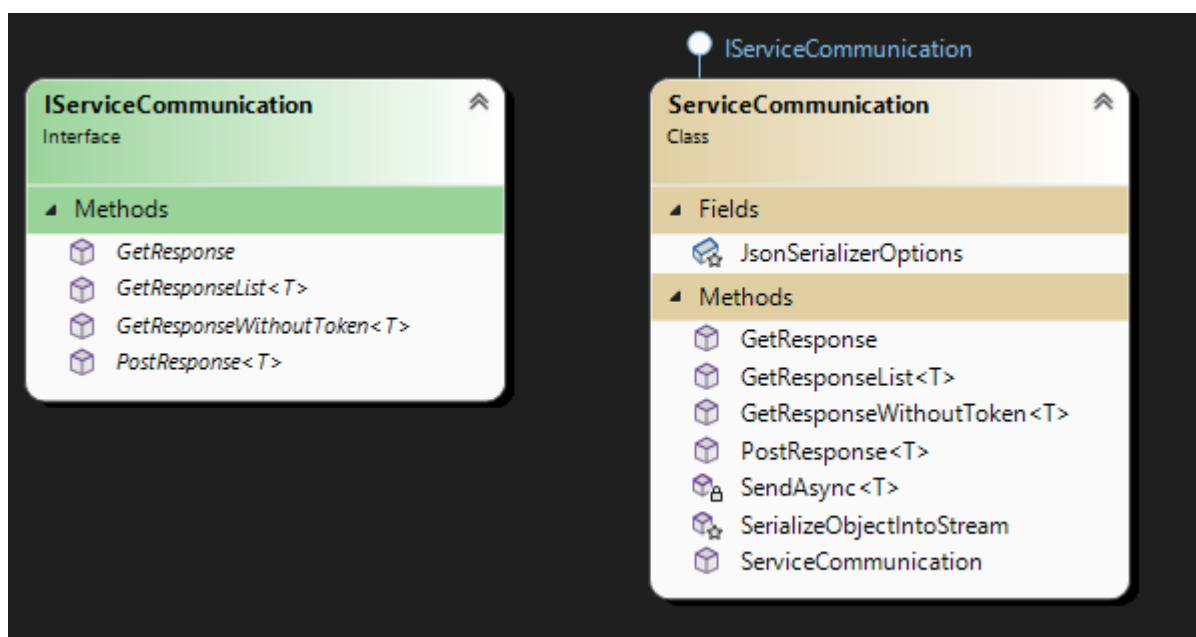 IServiceCommunication
IServiceCommunication
Interface
Methods
GetResponse
GetResponseList<T>
GetResponseWithoutToken<T>
PostResponse<T>
ServiceCommunication
Class
Fields
JsonSerializerOptions
Methods
GetResponse
GetResponseList<T>
GetResponseWithoutToken<T>
PostResponse<T>
SendAsync<T>
SerializeObjectIntoStream
ServiceCommunication